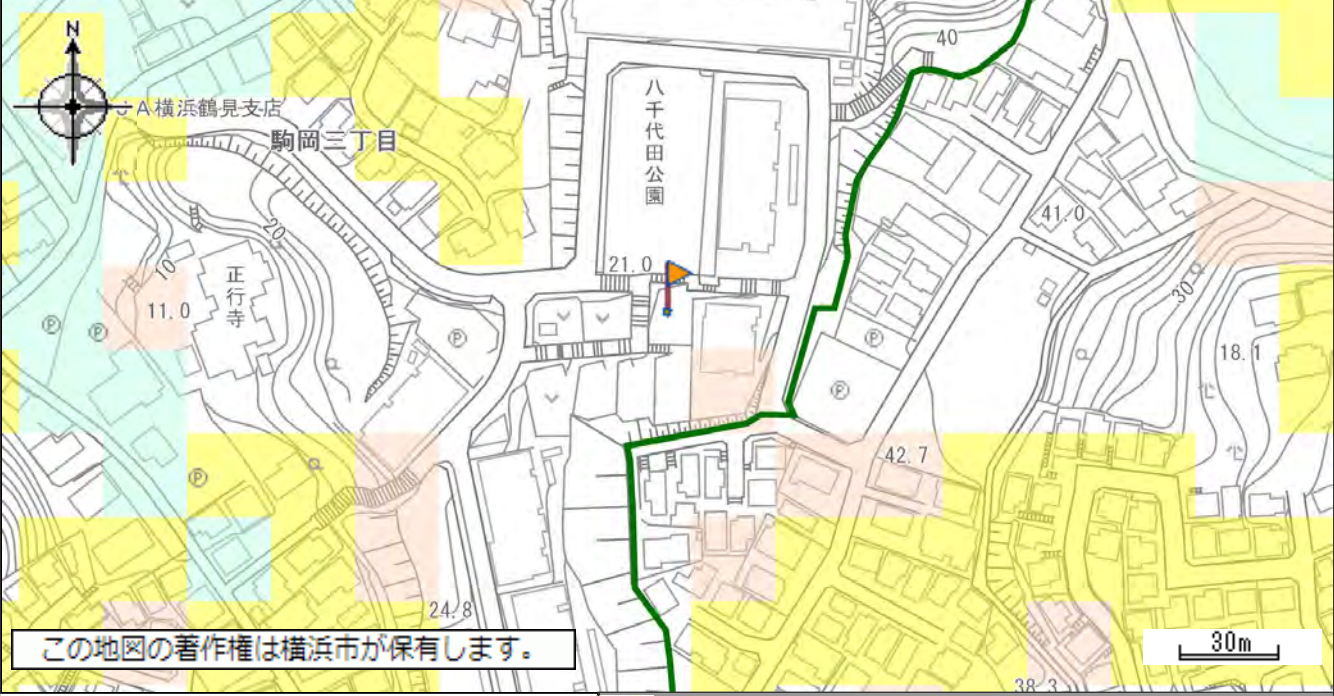 N
40
JA横浜鶴見支店
駒岡三丁目
八千代田公園
20
41.0
21.0
正行寺
10
11.0
30
18.1
P
P
P
P
P
P
42.7
24.8
30m
この地図の著作権は横浜市が保有します。
38.3